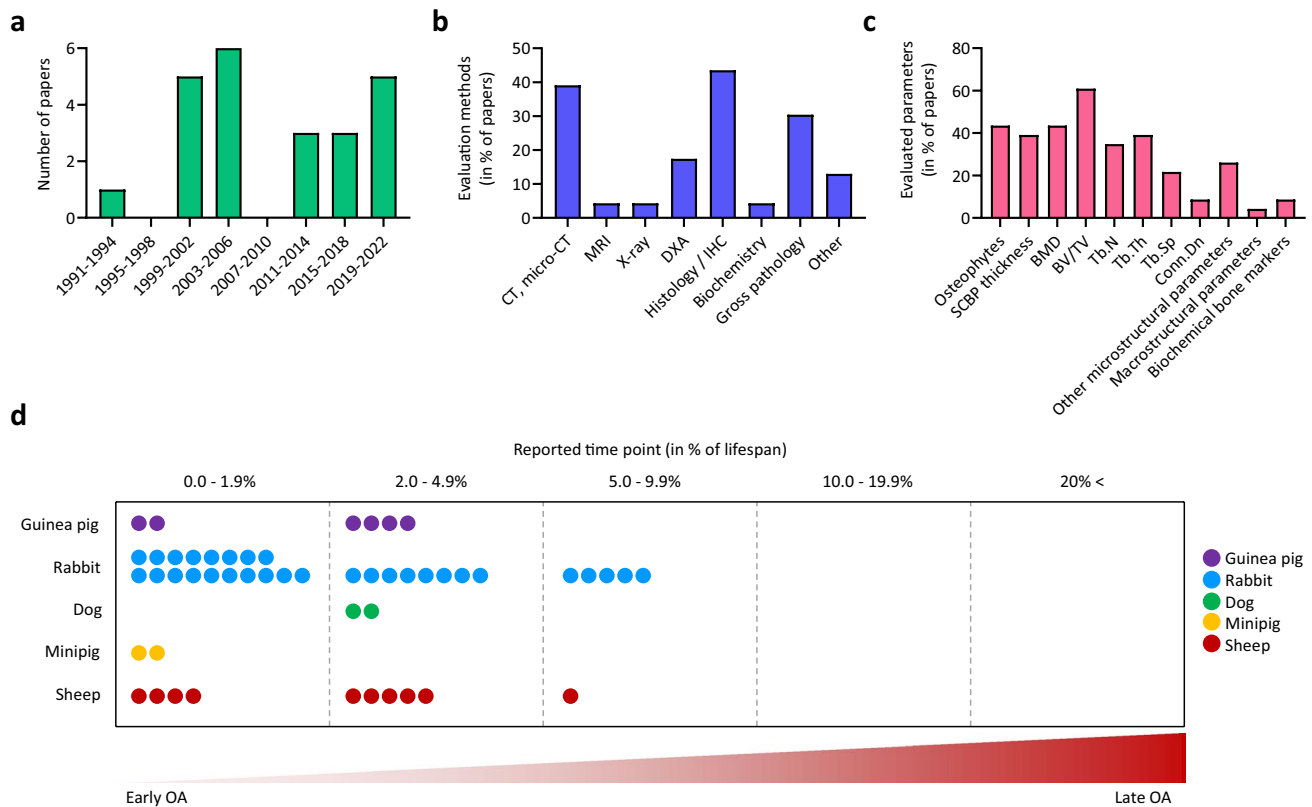 a
Number of papers
6
4
2
0
1991-1994
1995-1998
1999-2002
2003-2006
2007-2010
2011-2014
2015-2018
2019-2022
b
Evaluation methods
(in % of papers)
50
40
30
20
10
0
CT, micro-CT
MRI
X-ray
DXA
Histology / IHC
Biochemistry
Gross pathology
Other
c
Evaluated parameters
(in % of papers)
80
60
40
20
0
Osteophytes
SCBP thickness
BMD
BV/TV
Tb.N
Tb.Th
Tb.Sp
Conn.Dn
Other microstructural parameters
Macrostructural parameters
Biochemical bone markers
d
Reported time point (in % of lifespan)
0.0 - 1.9%
2.0 - 4.9%
5.0 - 9.9%
10.0 - 19.9%
20% <
Guinea pig
Rabbit
Dog
Minipig
Sheep
Guinea pig
Rabbit
Dog
Minipig
Sheep
Early OA
Late OA